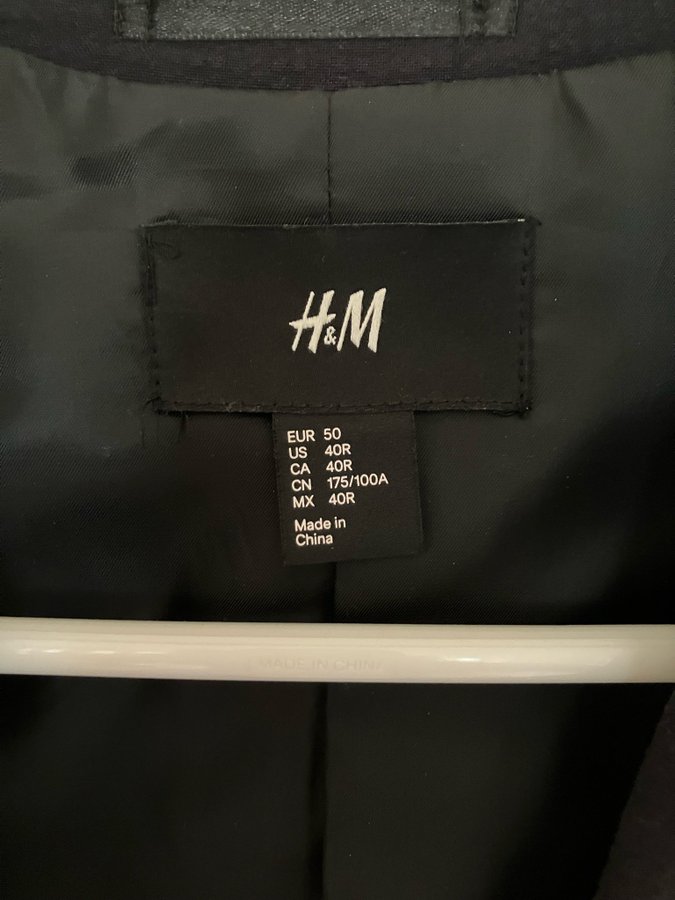 H&M
EUR 50
US 40R
CA 40R
CN 175/100A
MX 40R
Made in
China
MADE IN CHINA